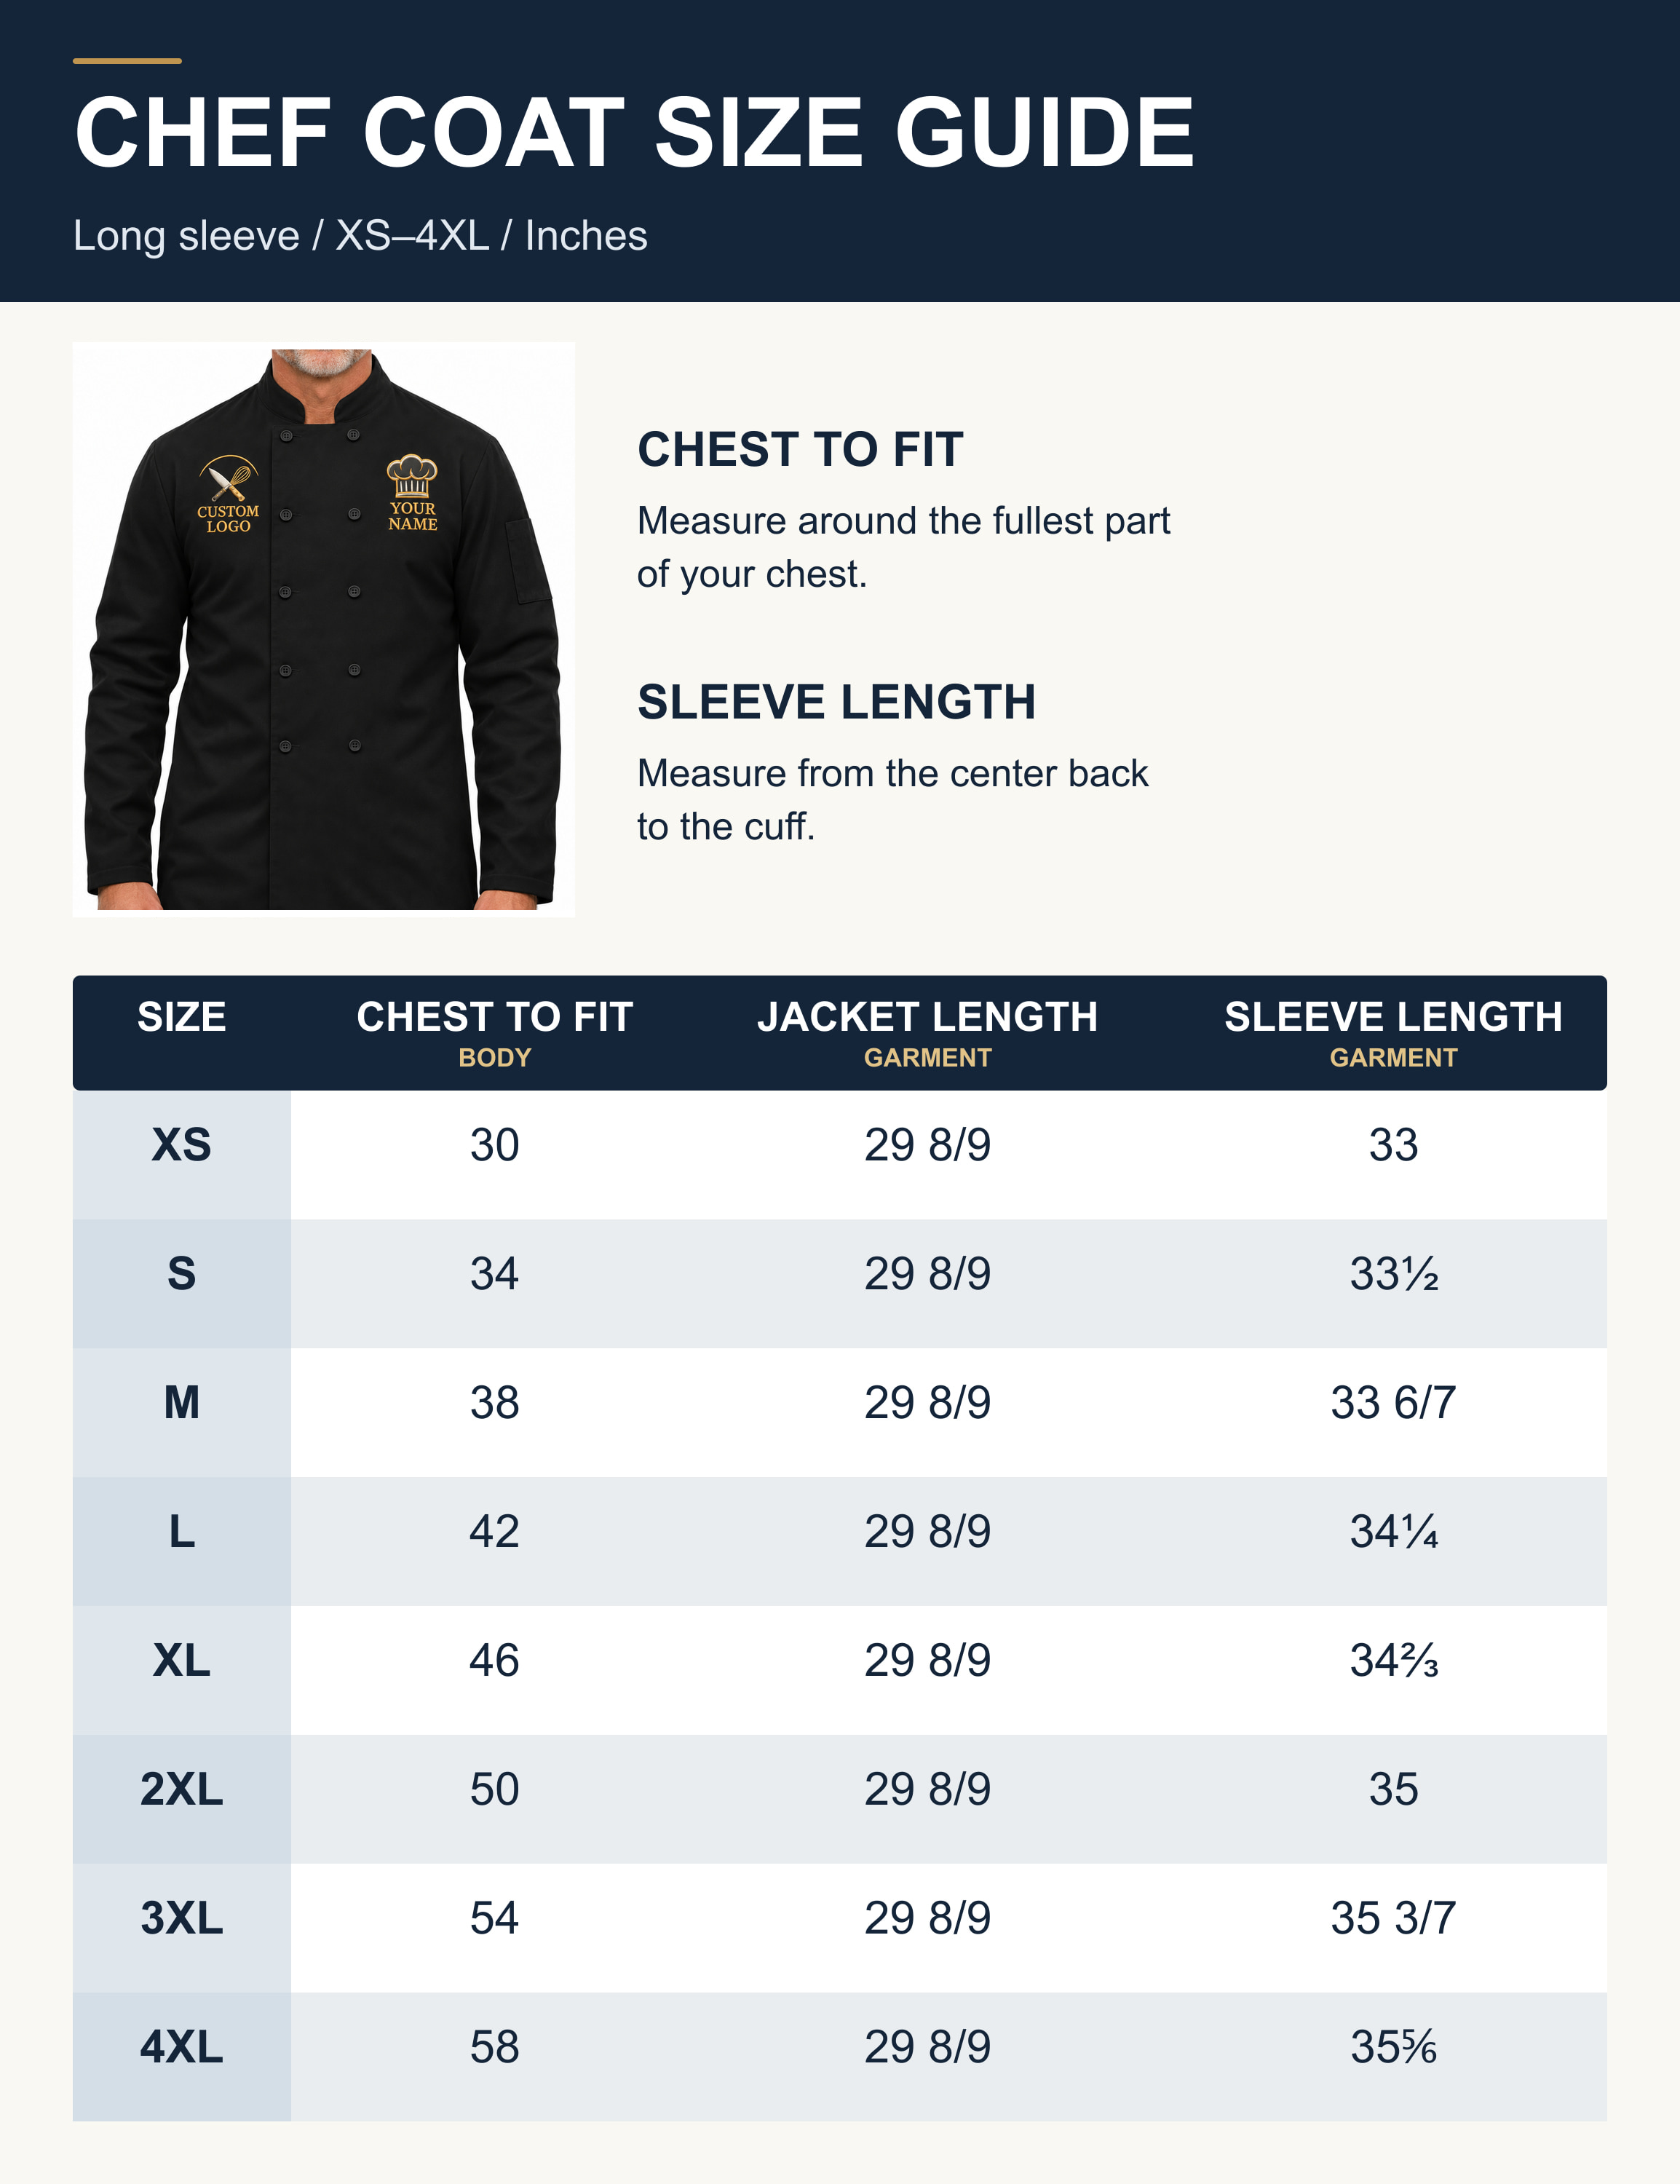 CHEF COAT SIZE GUIDE
Long sleeve / XS–4XL / Inches
CUSTOM
LOGO
YOUR
NAME
CHEST TO FIT
Measure around the fullest part
of your chest.
SLEEVE LENGTH
Measure from the center back
to the cuff.
SIZE CHEST TO FIT JACKET LENGTH SLEEVE LENGTH
BODY GARMENT GARMENT
XS 30 29 8/9 33
S 34 29 8/9 33½
M 38 29 8/9 33 6/7
L 42 29 8/9 34¼
XL 46 29 8/9 34⅔
2XL 50 29 8/9 35
3XL 54 29 8/9 35 3/7
4XL 58 29 8/9 35⅚